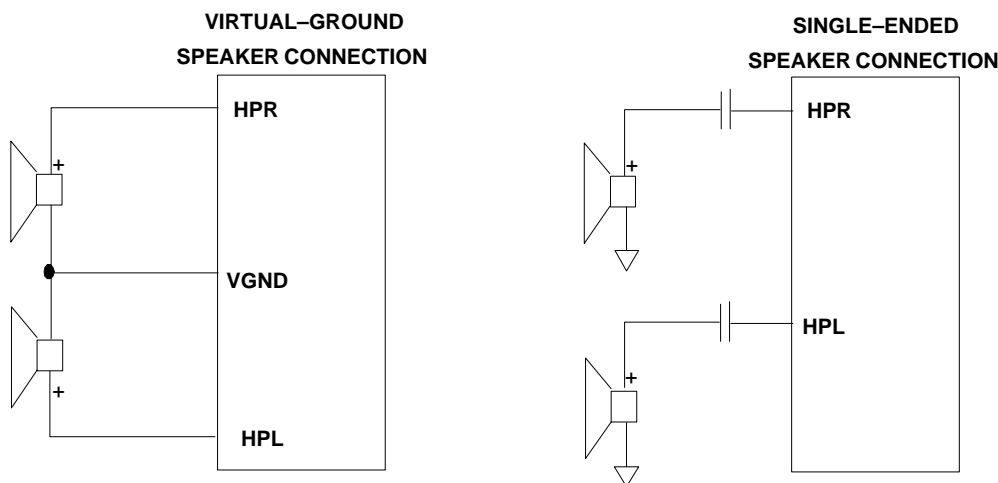 VIRTUAL–GROUND
SPEAKER CONNECTION
HPR
+
VGND
+
HPL
SINGLE–ENDED
SPEAKER CONNECTION
HPR
+
HPL
+